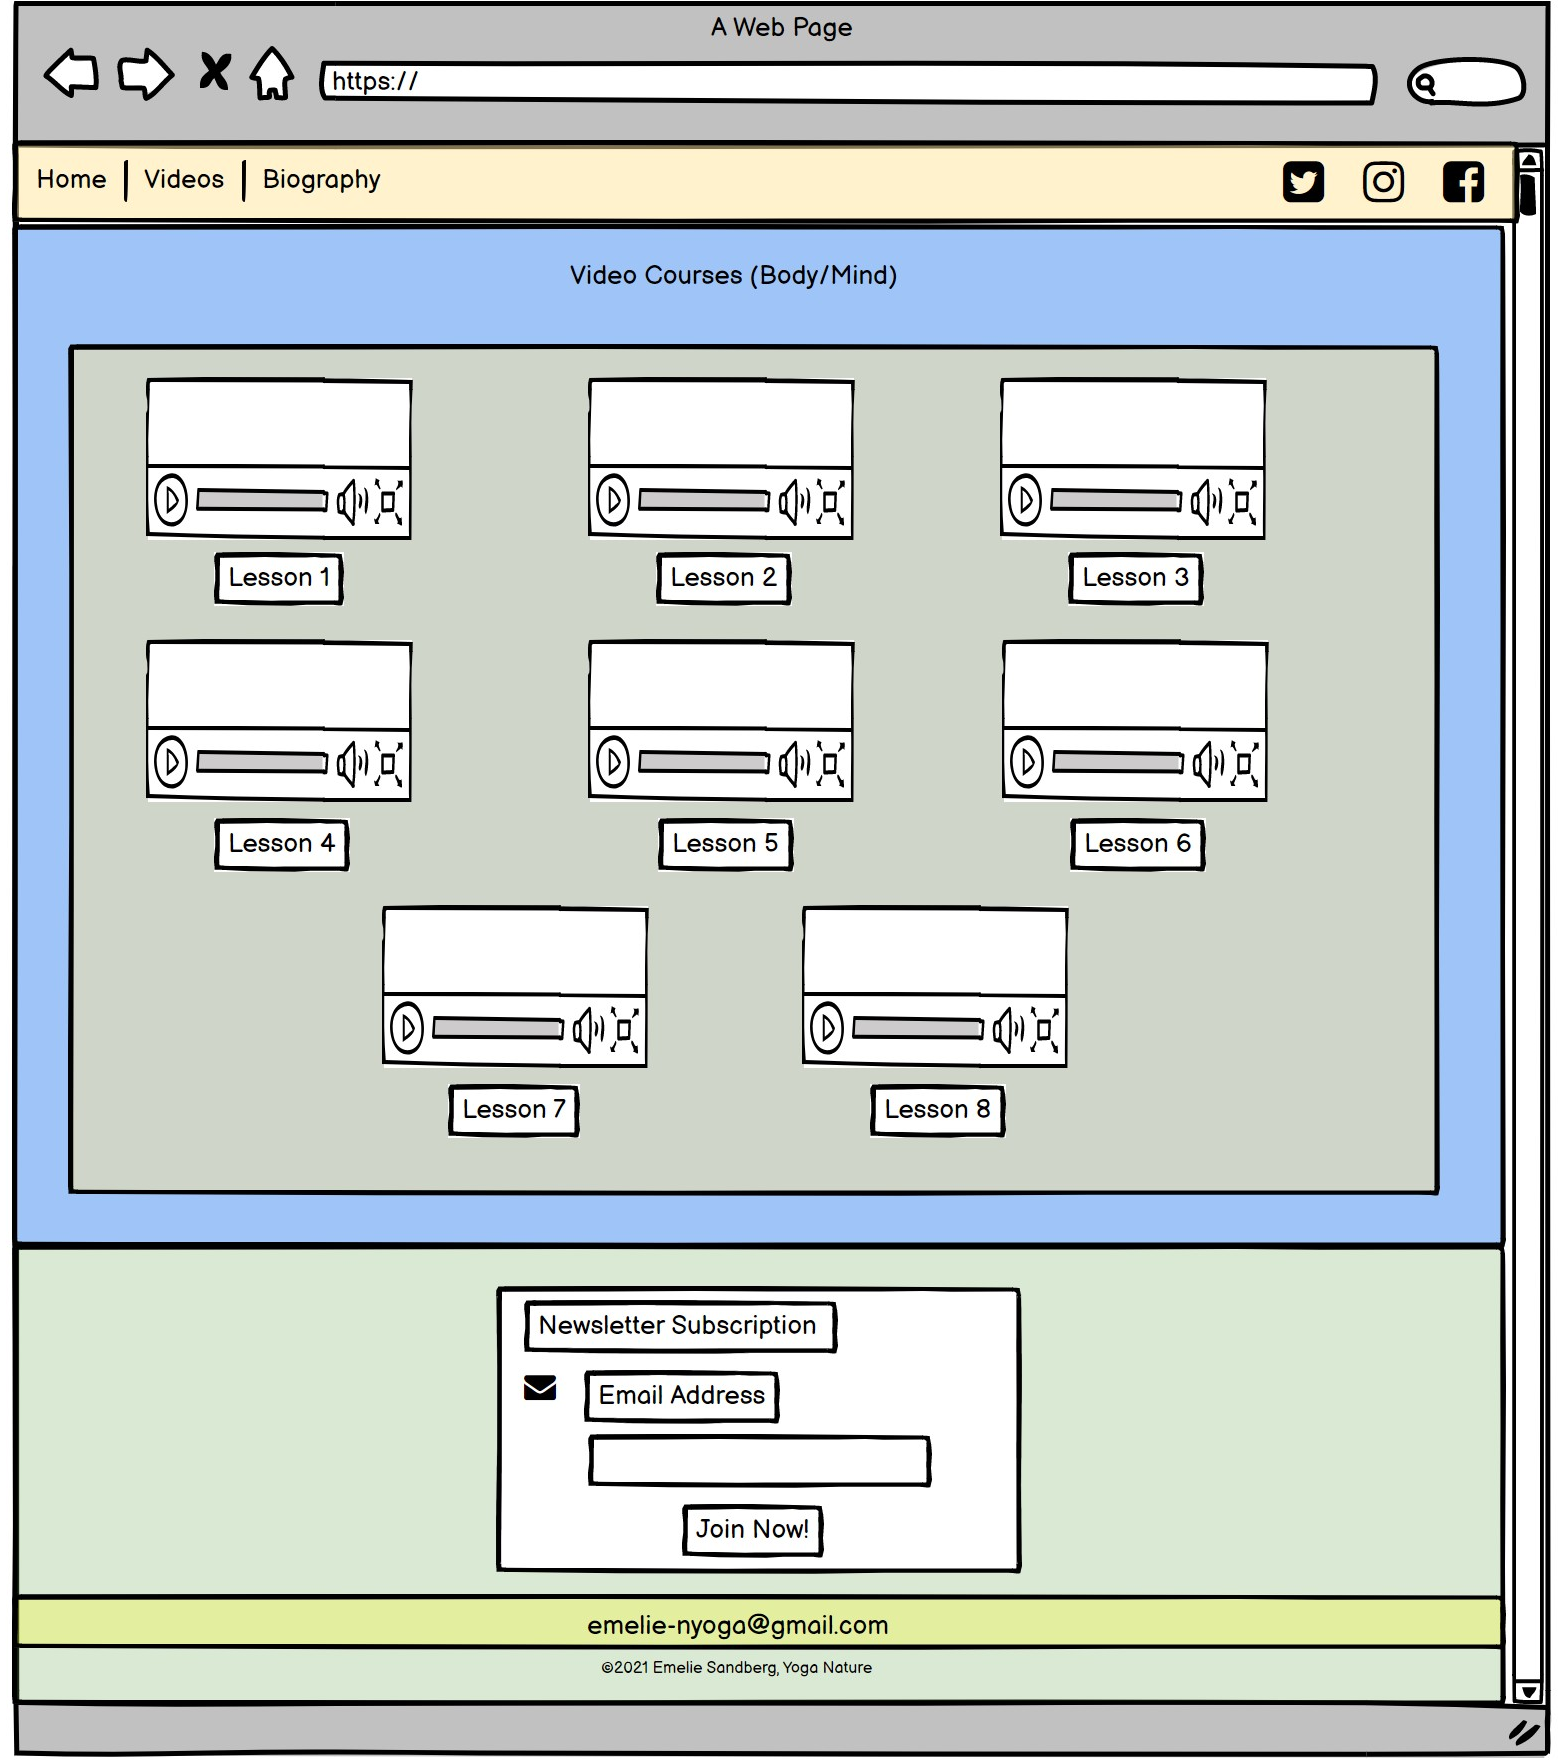 A Web Page
https://
Home Videos Biography
Video Courses (Body/Mind)
Lesson 1 Lesson 2 Lesson 3
Lesson 4 Lesson 5 Lesson 6
Lesson 7 Lesson 8
Newsletter Subscription
Email Address
Join Now!
emelie-nyoga@gmail.com
©2021 Emelie Sandberg, Yoga Nature